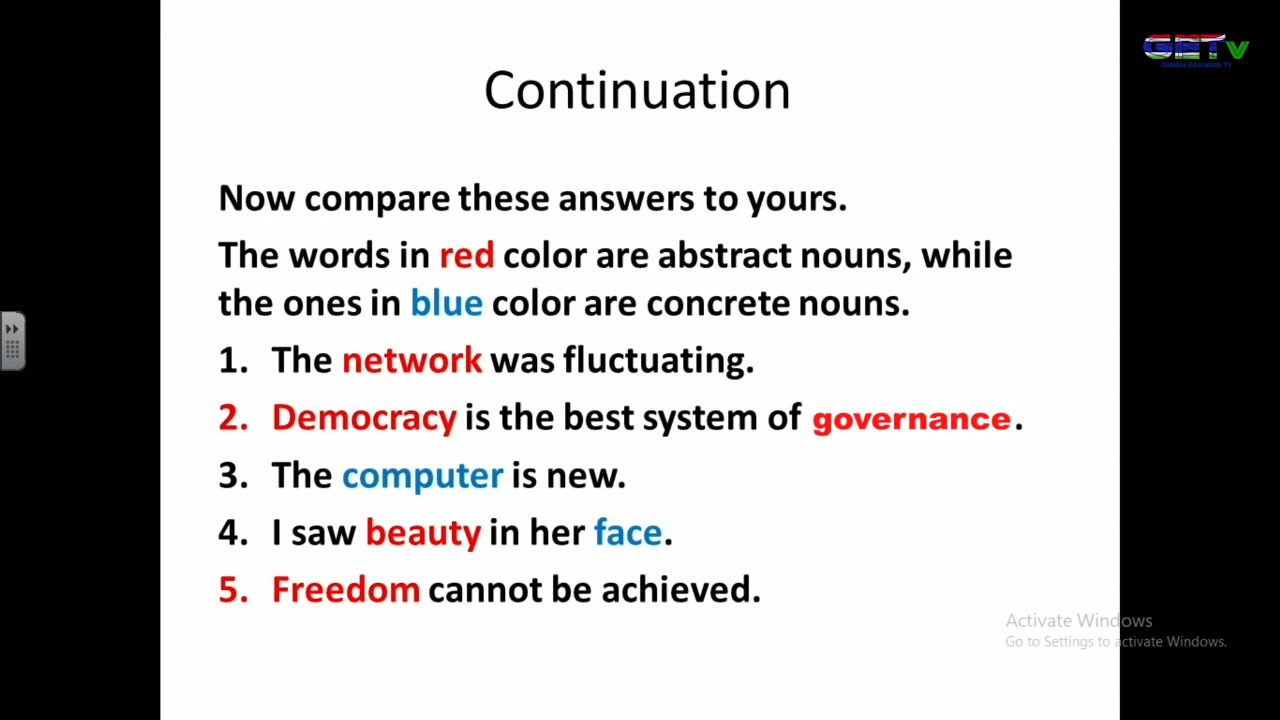 GETv
Gambia Education Tv
Continuation
Now compare these answers to yours.
The words in red color are abstract nouns, while
the ones in blue color are concrete nouns.
1. The network was fluctuating.
2. Democracy is the best system of governance.
3. The computer is new.
4. I saw beauty in her face.
5. Freedom cannot be achieved.
Activate Windows
Go to Settings to activate Windows.